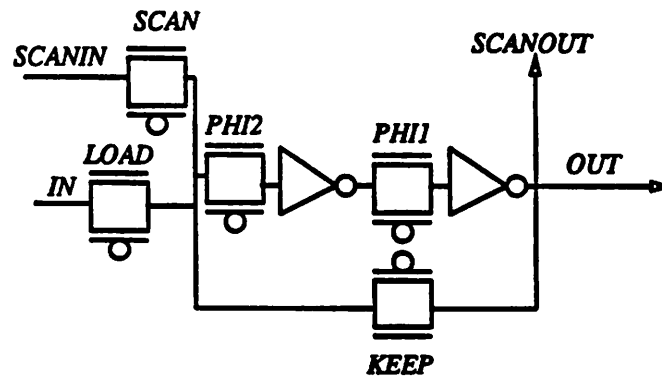 SCAN
SCANIN
SCANOUT
PHI2
PHI1
LOAD
OUT
IN
KEEP